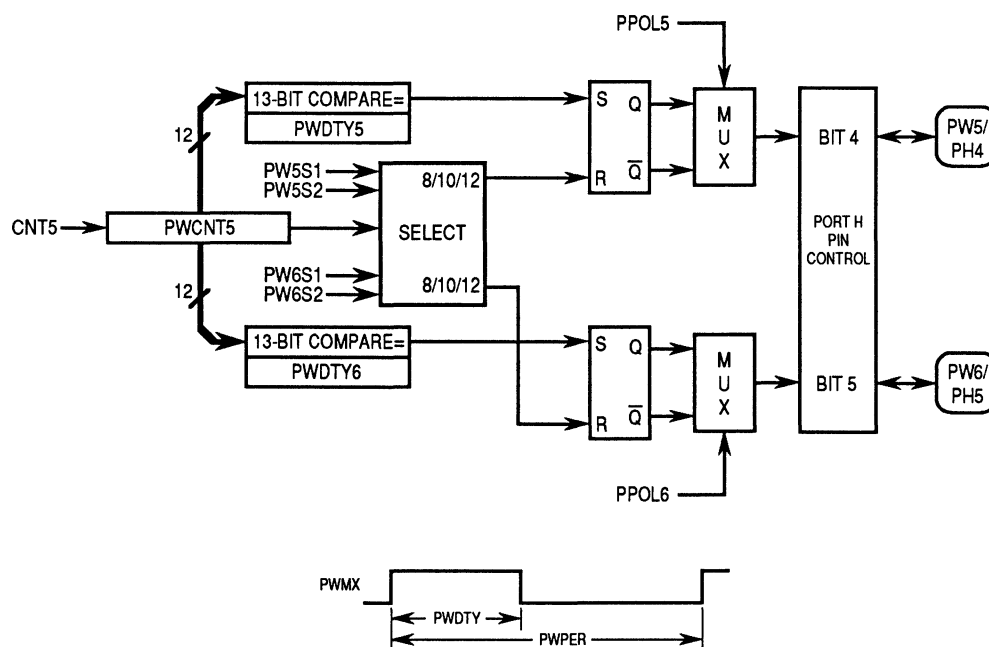 PPOL5
13-BIT COMPARE=
PWDTY5
12
S Q
R Q̅
MUX
BIT 4
PW5/
PH4
PW5S1
PW5S2
8/10/12
CNT5
PWCNT5
SELECT
PORT H
PIN
CONTROL
PW6S1
PW6S2
8/10/12
12
13-BIT COMPARE=
PWDTY6
S Q
R Q̅
MUX
BIT 5
PW6/
PH5
PPOL6
PWMX
PWDTY
PWPER